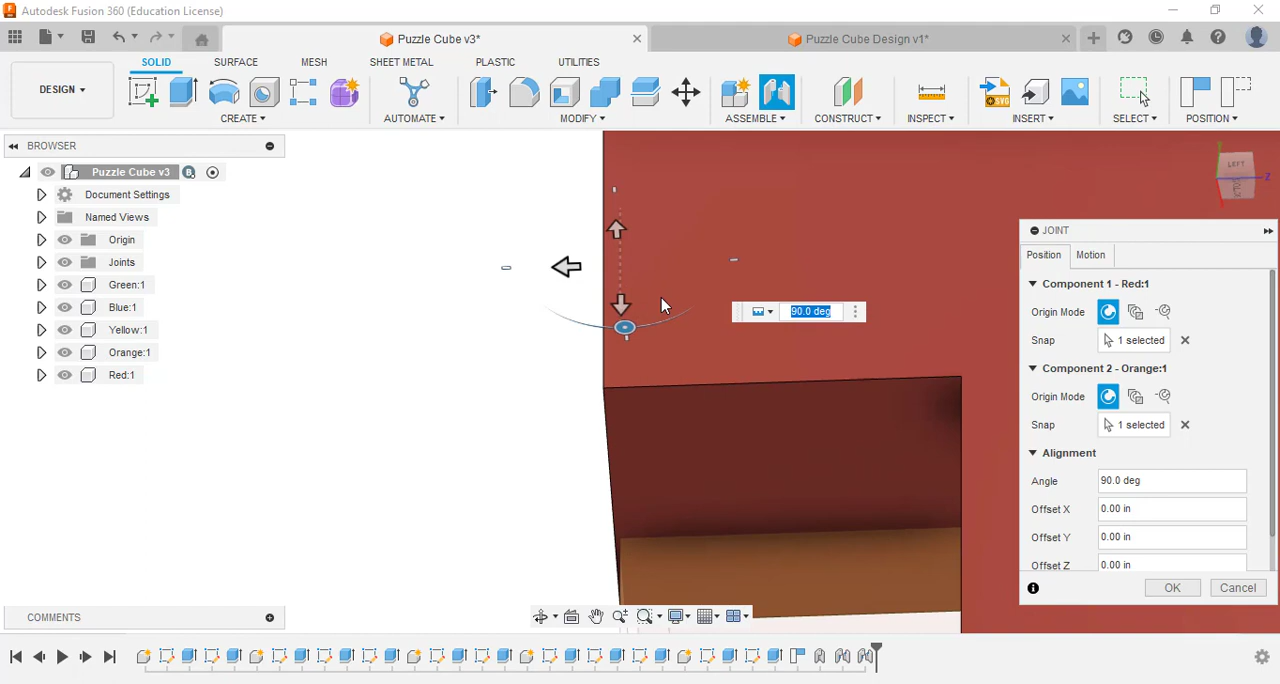 Autodesk Fusion 360 (Education License)
Puzzle Cube v3*
Puzzle Cube Design v1*
SOLID SURFACE MESH SHEET METAL PLASTIC UTILITIES
DESIGN
CREATE AUTOMATE MODIFY ASSEMBLE CONSTRUCT INSPECT INSERT SELECT POSITION
SVG
BROWSER
Puzzle Cube v3
Document Settings
Named Views
Origin
Joints
Green:1
Blue:1
Yellow:1
Orange:1
Red:1
COMMENTS
90.0 deg
Y
LEFT
Z
JOINT
Position Motion
Component 1 - Red:1
Origin Mode
Snap 1 selected
Component 2 - Orange:1
Origin Mode
Snap 1 selected
Alignment
Angle 90.0 deg
Offset X 0.00 in
Offset Y 0.00 in
Offset Z 0.00 in
OK Cancel